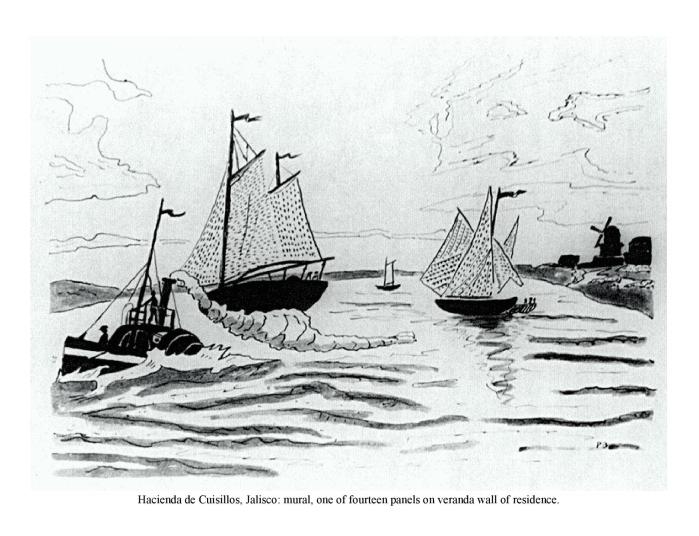 P B
Hacienda de Cuisillos, Jalisco: mural, one of fourteen panels on veranda wall of residence.